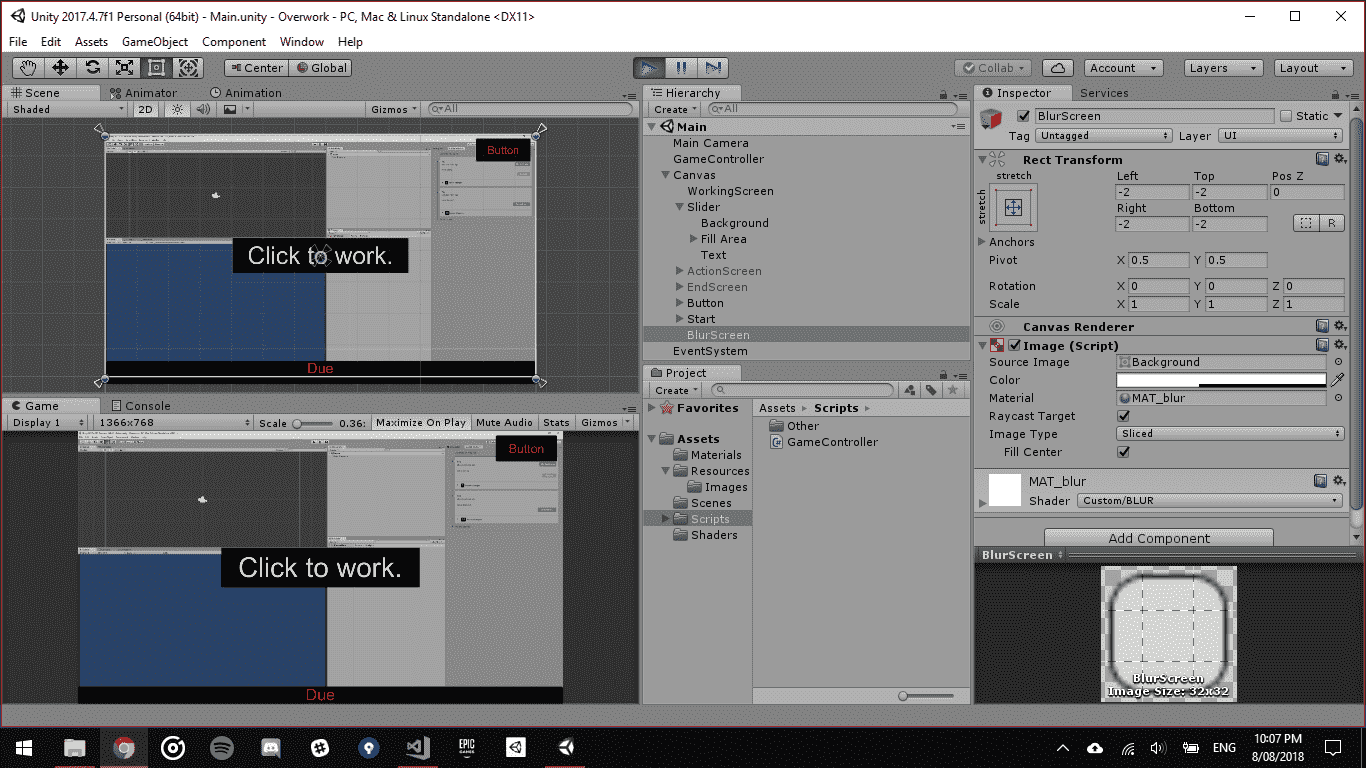 Unity 2017.4.7f1 Personal (64bit) - Main.unity - Overwork - PC, Mac & Linux Standalone <DX11>
File Edit Assets GameObject Component Window Help
Center Global Collab Account Layers Layout
Scene Animator Animation
Shaded 2D Gizmos All
Button
Click to work.
Due
Game Console
Display 1 1366x768 Scale 0.36: Maximize On Play Mute Audio Stats Gizmos
Button
Click to work.
Due
Hierarchy
Create All
Main
Main Camera
GameController
Canvas
WorkingScreen
Slider
Background
Fill Area
Text
ActionScreen
EndScreen
Button
Start
BlurScreen
EventSystem
Project
Create
Favorites
Assets
Materials
Resources
Images
Scenes
Scripts
Shaders
Assets Scripts
Other
GameController
Inspector Services
BlurScreen Static
Tag Untagged Layer UI
Rect Transform
stretch
stretch
Left Top Pos Z
-2 -2 0
Right Bottom
-2 -2 R
Anchors
Pivot X 0.5 Y 0.5
Rotation X 0 Y 0 Z 0
Scale X 1 Y 1 Z 1
Canvas Renderer
Image (Script)
Source Image Background
Color
Material MAT_blur
Raycast Target
Image Type Sliced
Fill Center
MAT_blur
Shader Custom/BLUR
Add Component
BlurScreen
BlurScreen
Image Size: 32x32
EPIC
GAMES
ENG
10:07 PM
8/08/2018